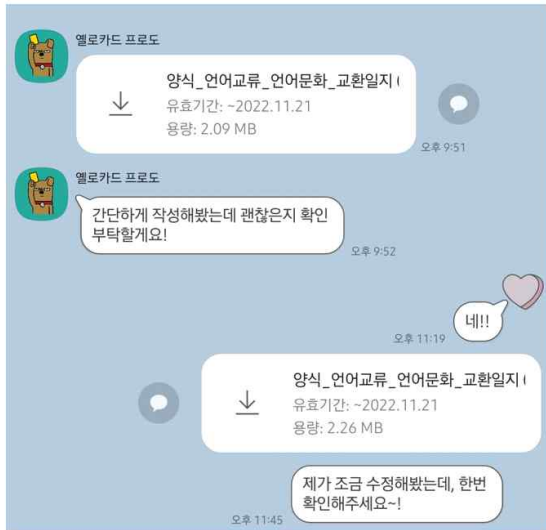 옐로카드 프로도
양식_언어교류_언어문화_교환일지 (
유효기간: ~2022.11.21
용량: 2.09 MB
오후 9:51
옐로카드 프로도
간단하게 작성해봤는데 괜찮은지 확인
부탁할게요!
오후 9:52
네!!
오후 11:19
양식_언어교류_언어문화_교환일지 (
유효기간: ~2022.11.21
용량: 2.26 MB
제가 조금 수정해봤는데, 한번
확인해주세요~!
오후 11:45